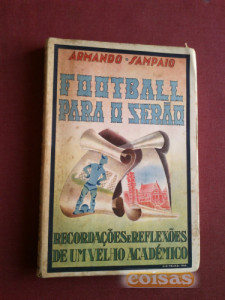 ARMANDO·SAMPAIO
FOOTBALL
PARA O SERÃO
RECORDAÇÕES E REFLEXÕES
DE UM VELHO ACADÉMICO
coisas